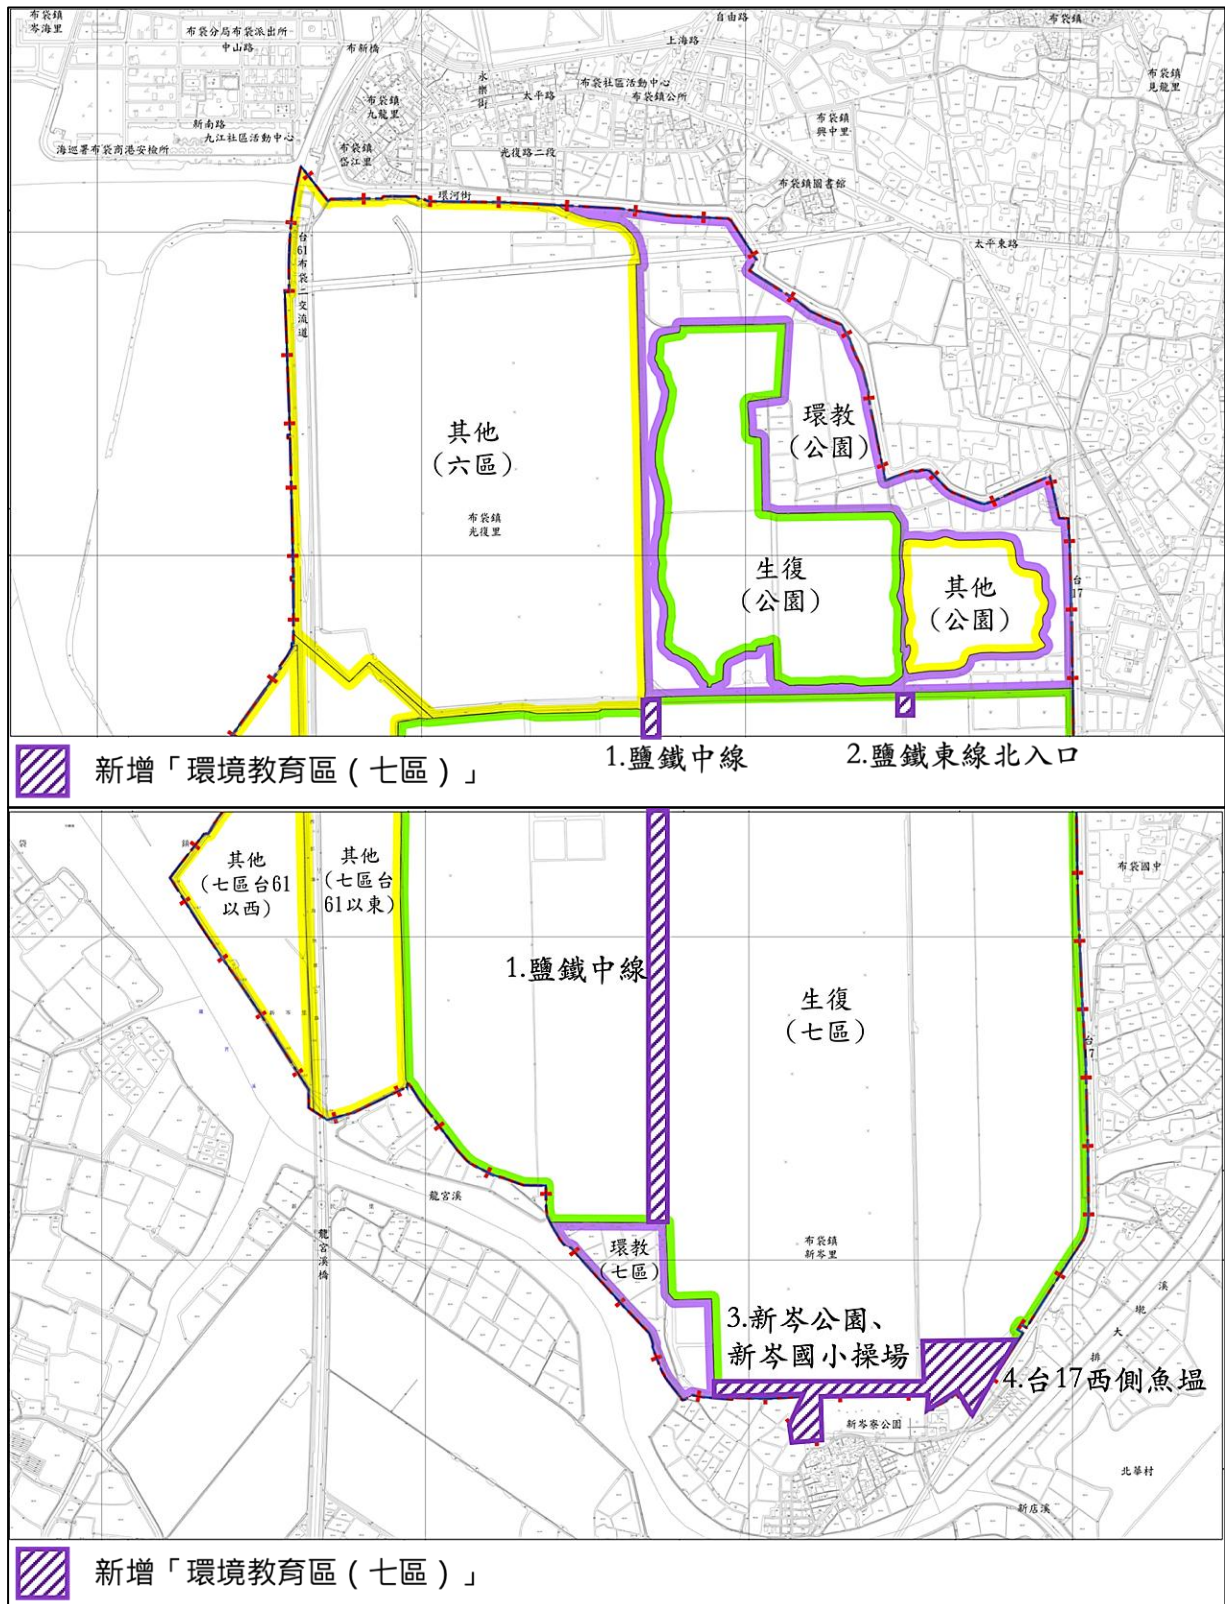 布袋鎮
岑海里
布袋分局布袋派出所
中山路
布新橋
自由路
上海路
布袋鎮
布袋鎮
見龍里
永樂街
太平路
布袋社區活動中心
布袋鎮公所
布袋鎮
九龍里
新南路
九江社區活動中心
海巡署布袋商港安檢所
布袋鎮
岱江里
光復路二段
布袋鎮
興中里
布袋鎮圖書館
環河街
太平東路
台61布袋二交流道
其他
(六區)
布袋鎮
光復里
環教
(公園)
生復
(公園)
其他
(公園)
台17
1.鹽鐵中線
2.鹽鐵東線北入口
新增「環境教育區(七區)」
其他
(七區台61
以西)
其他
(七區台
61以東)
布袋國中
1.鹽鐵中線
生復
(七區)
台17
龍宮溪
龍宮溪橋
環教
(七區)
布袋鎮
新岑里
3.新岑公園、
新岑國小操場
4.台17西側魚塭
新岑寮公園
北華村
新店溪
新增「環境教育區(七區)」